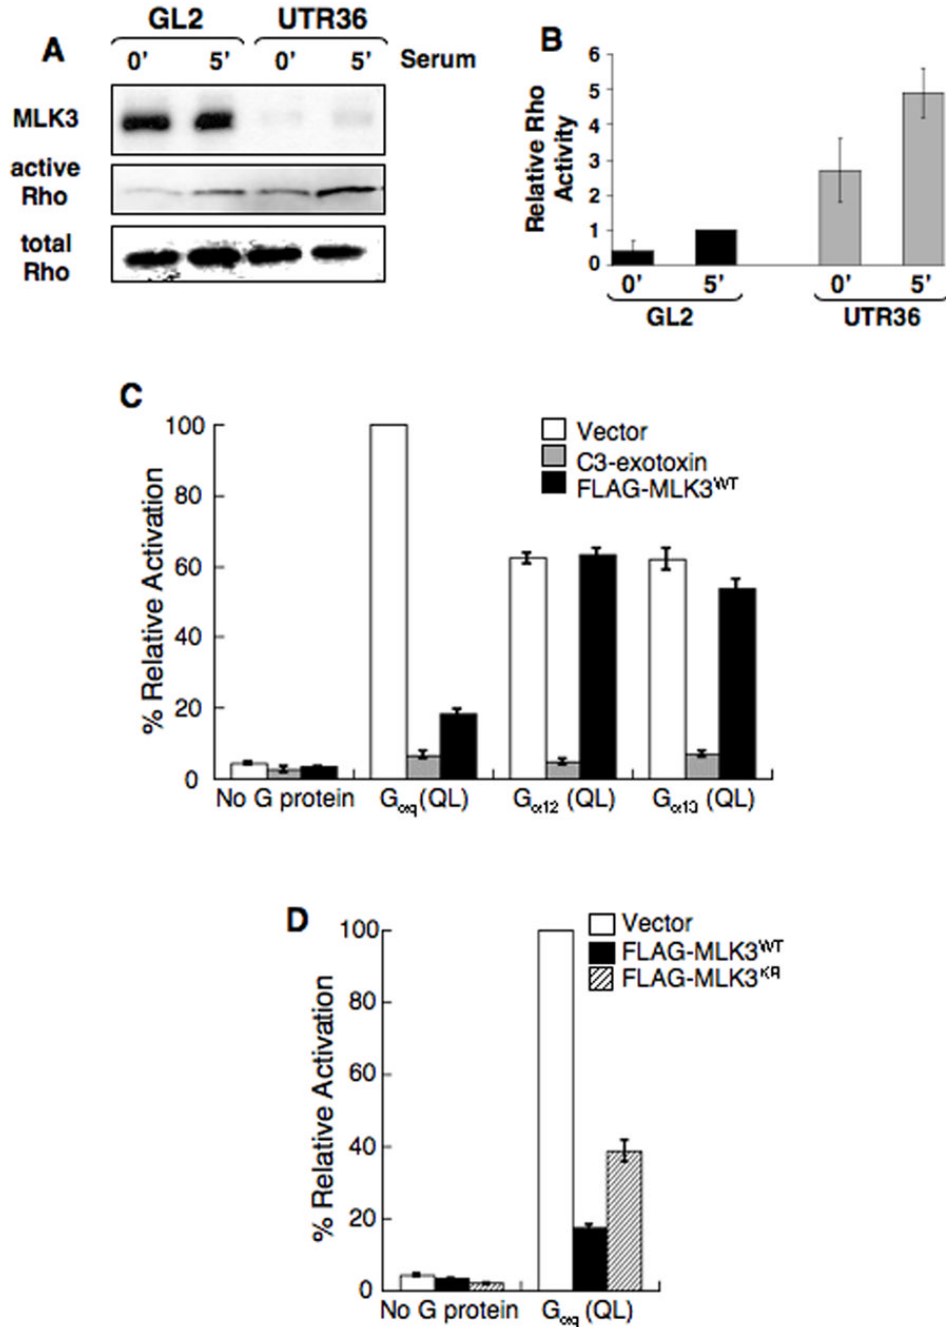 A
GL2 UTR36
0' 5' 0' 5' Serum
MLK3
active
Rho
total
Rho
B
Relative Rho
Activity
6
5
4
3
2
1
0
0' 5' 0' 5'
GL2 UTR36
C
% Relative Activation
100
80
60
40
20
0
Vector
C3-exotoxin
FLAG-MLK3WT
No G protein Gαq(QL) Gα12 (QL) Gα13 (QL)
D
% Relative Activation
100
80
60
40
20
0
Vector
FLAG-MLK3WT
FLAG-MLK3KR
No G protein Gαq (QL)